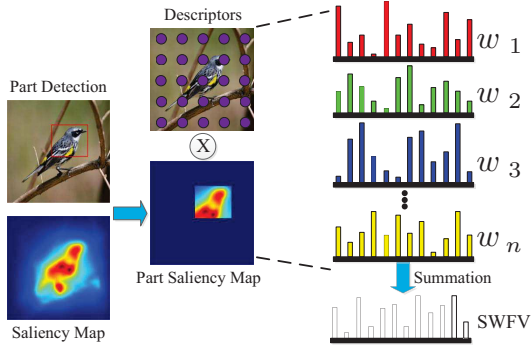 Descriptors
w 1
Part Detection
w 2
X
w 3
Part Saliency Map
w n
Summation
Saliency Map
SWFV